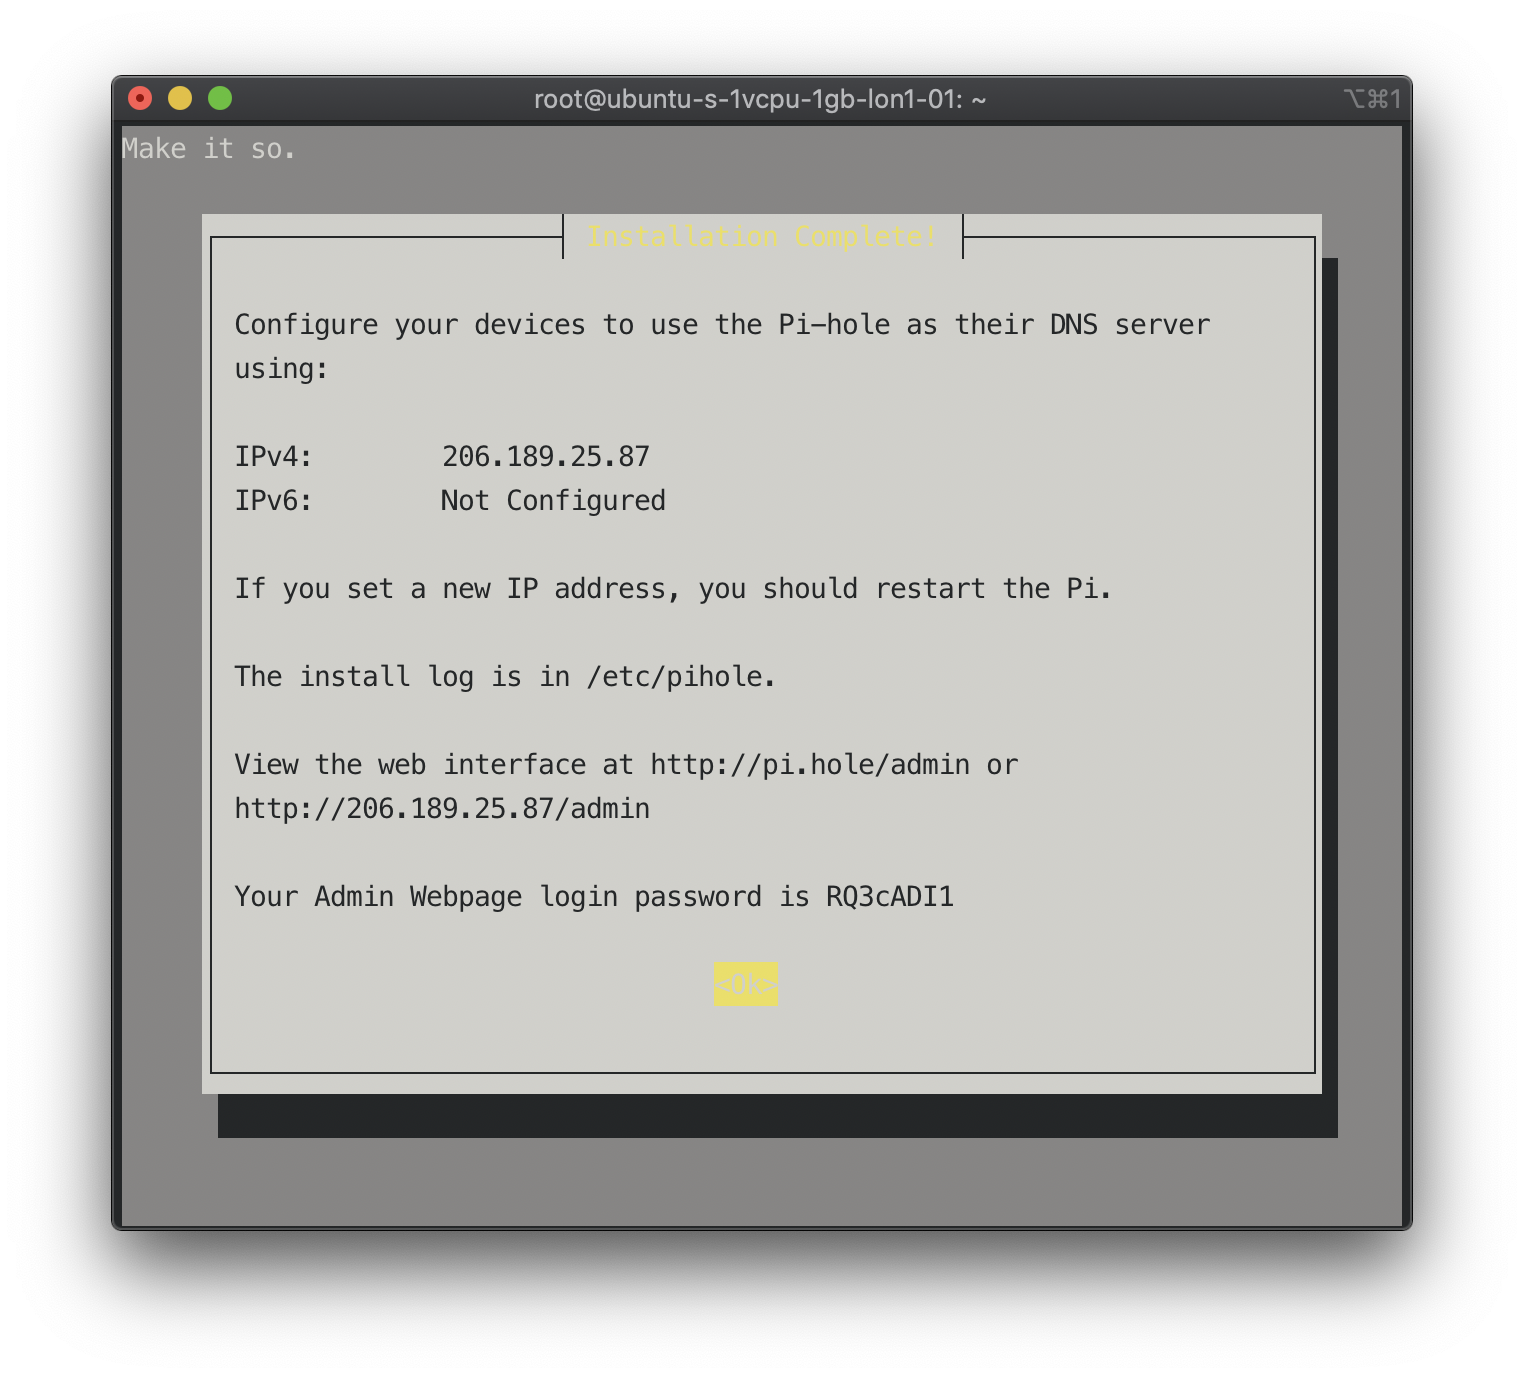 root@ubuntu-s-1vcpu-1gb-lon1-01: ~
⌥⌘1
Make it so.
Installation Complete!
Configure your devices to use the Pi-hole as their DNS server
using:
IPv4: 206.189.25.87
IPv6: Not Configured
If you set a new IP address, you should restart the Pi.
The install log is in /etc/pihole.
View the web interface at http://pi.hole/admin or
http://206.189.25.87/admin
Your Admin Webpage login password is RQ3cADI1
<Ok>